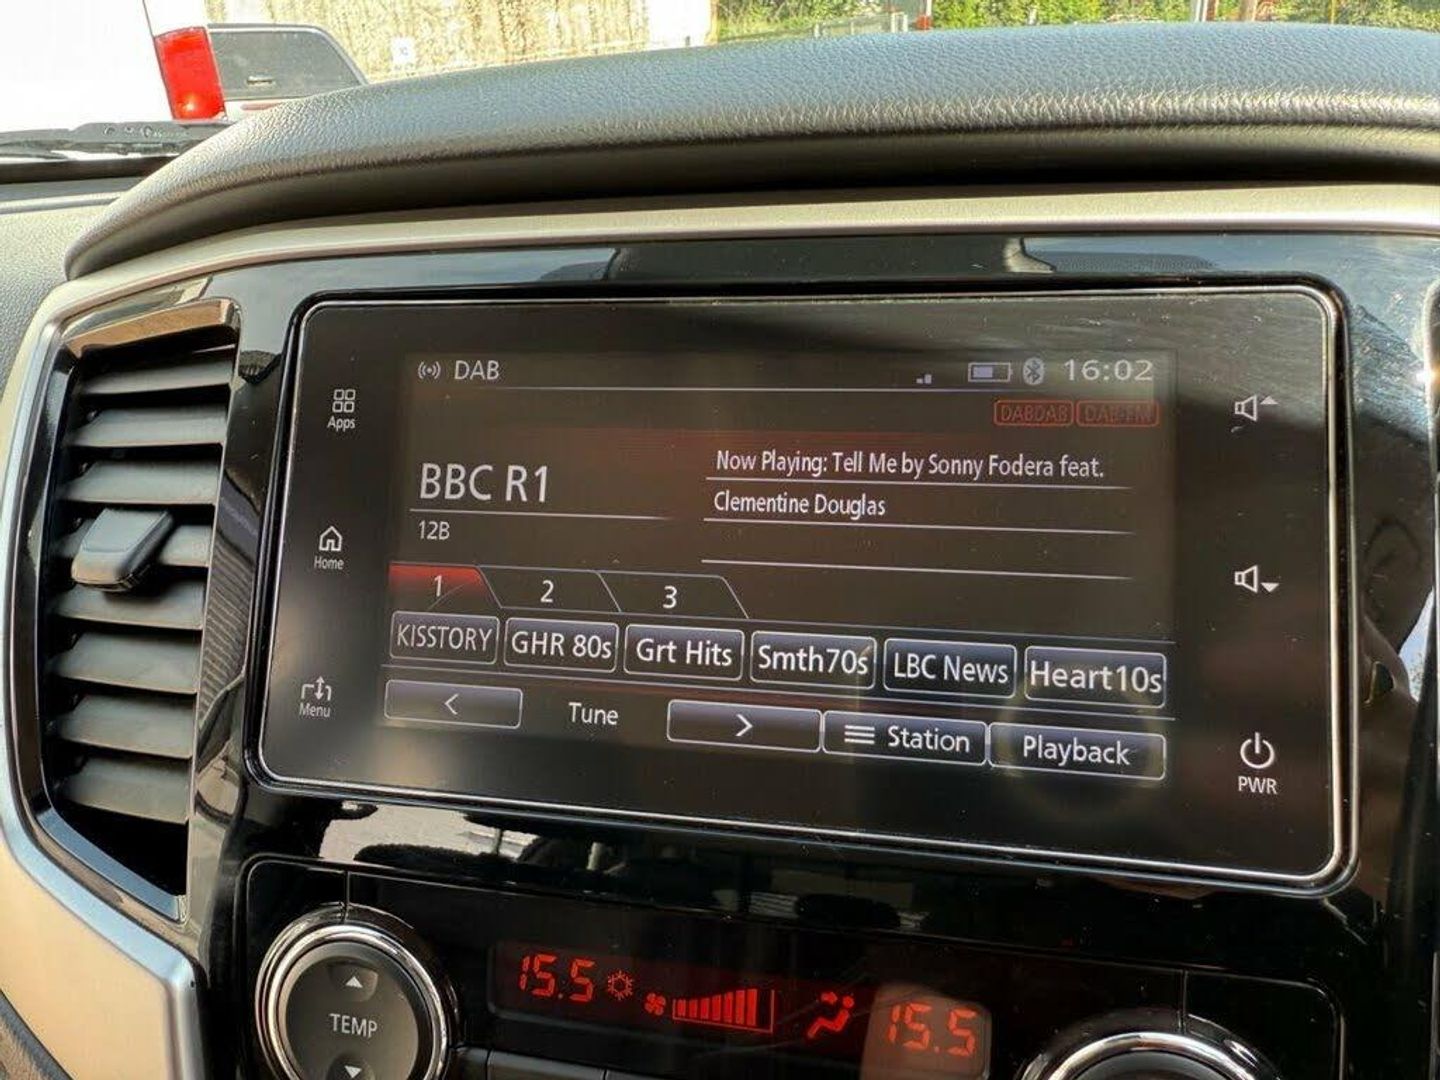 DAB
16:02
DABDAB DAB-FM
Apps
BBC R1
Now Playing: Tell Me by Sonny Fodera feat.
Clementine Douglas
12B
Home
1 2 3
KISSTORY GHR 80s Grt Hits Smth70s LBC News Heart10s
Menu
< Tune > Station Playback
PWR
15.5 15.5
TEMP